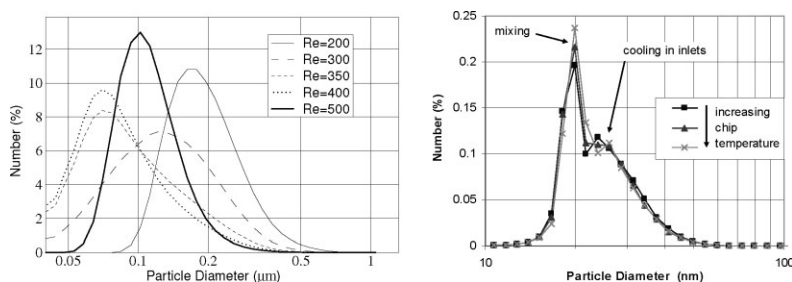 12
10
8
6
4
2
0
Number (%)
Re=200
Re=300
Re=350
Re=400
Re=500
0.05 0.1 0.2 0.5 1
Particle Diameter (μm)
0.25
0.2
0.15
0.1
0.05
0
Number (%)
mixing
cooling in inlets
increasing
chip
temperature
10 100
Particle Diameter (nm)